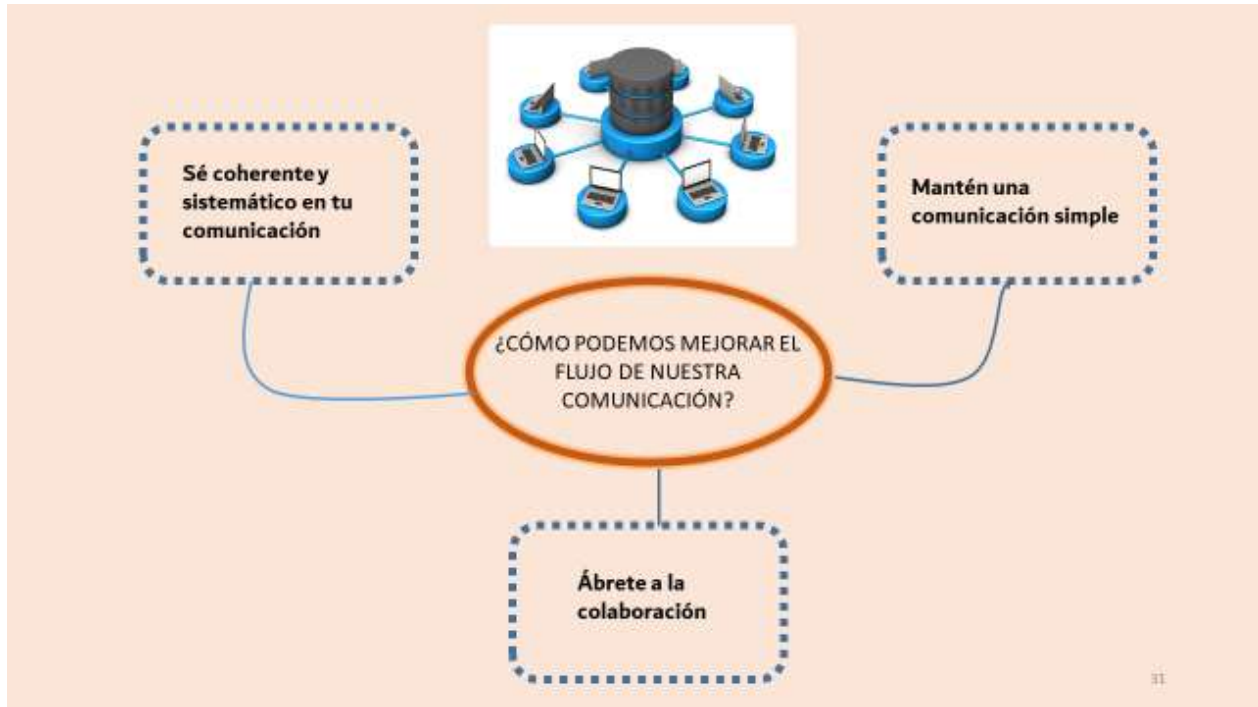 Sé coherente y
sistemático en tu
comunicación
Mantén una
comunicación simple
¿CÓMO PODEMOS MEJORAR EL
FLUJO DE NUESTRA
COMUNICACIÓN?
Ábrete a la
colaboración
31